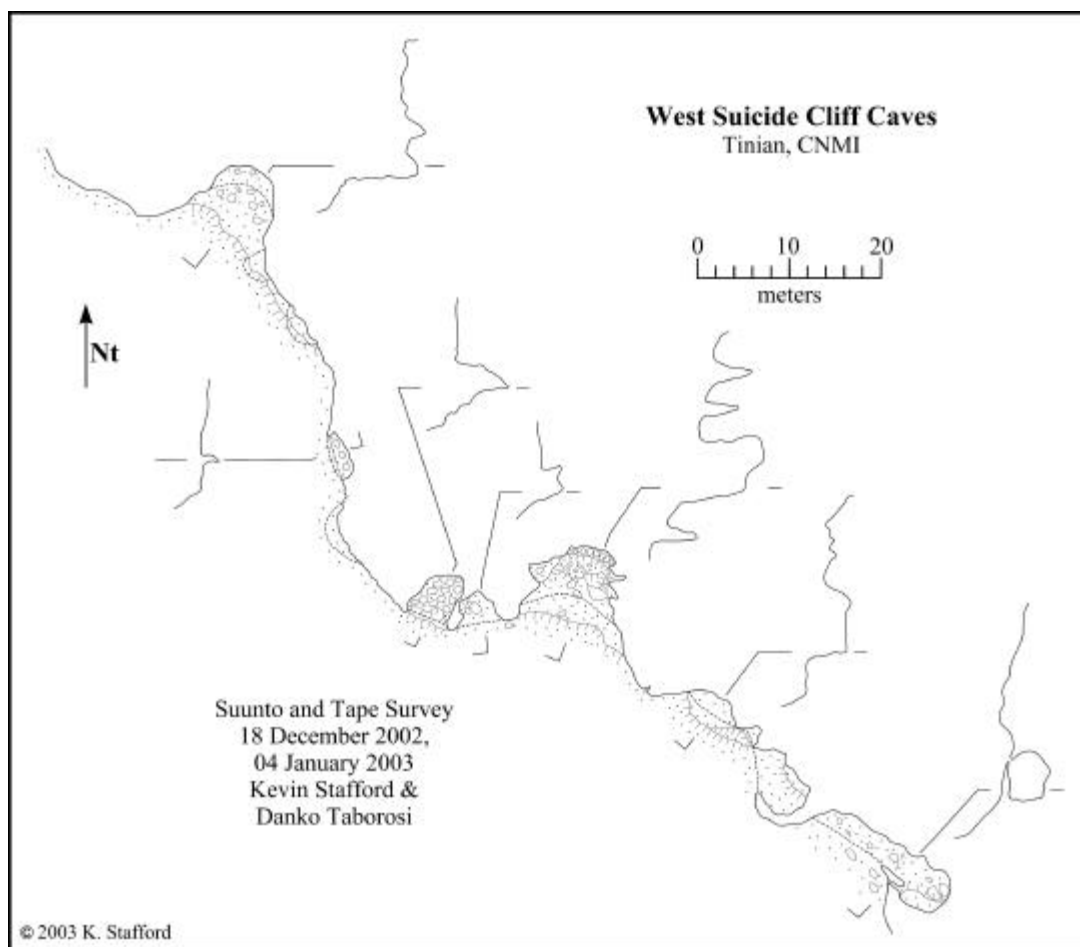 West Suicide Cliff Caves
Tinian, CNMI
0 10 20
meters
Nt
Suunto and Tape Survey
18 December 2002,
04 January 2003
Kevin Stafford &
Danko Taborosi
© 2003 K. Stafford